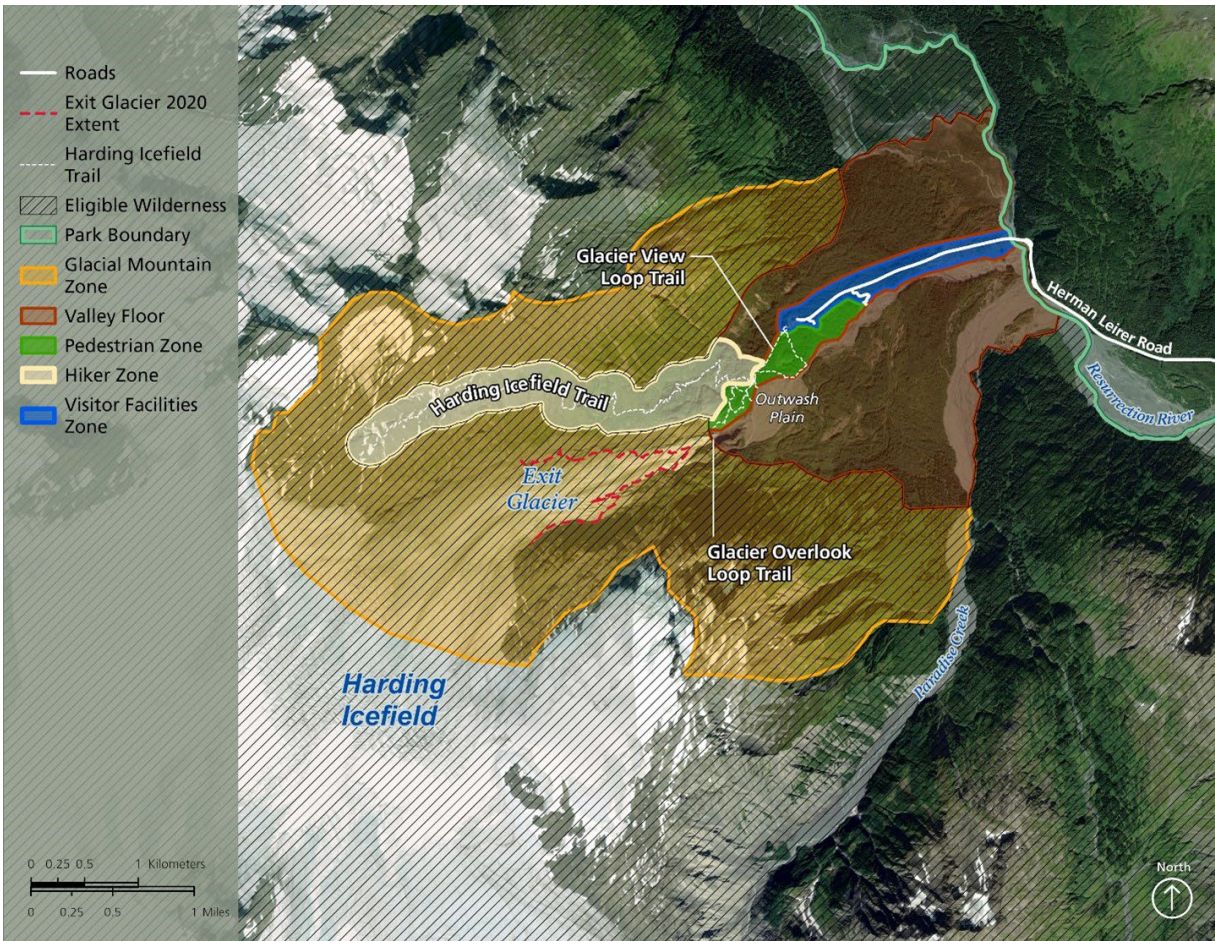 Roads
Exit Glacier 2020
Extent
Harding Icefield
Trail
Eligible Wilderness
Park Boundary
Glacial Mountain
Zone
Valley Floor
Pedestrian Zone
Hiker Zone
Visitor Facilities
Zone
Glacier View
Loop Trail
Herman Leirer Road
Resurrection River
Harding Icefield Trail
Outwash
Plain
Exit
Glacier
Glacier Overlook
Loop Trail
Paradise Creek
Harding
Icefield
0 0.25 0.5 1 Kilometers
0 0.25 0.5 1 Miles
North